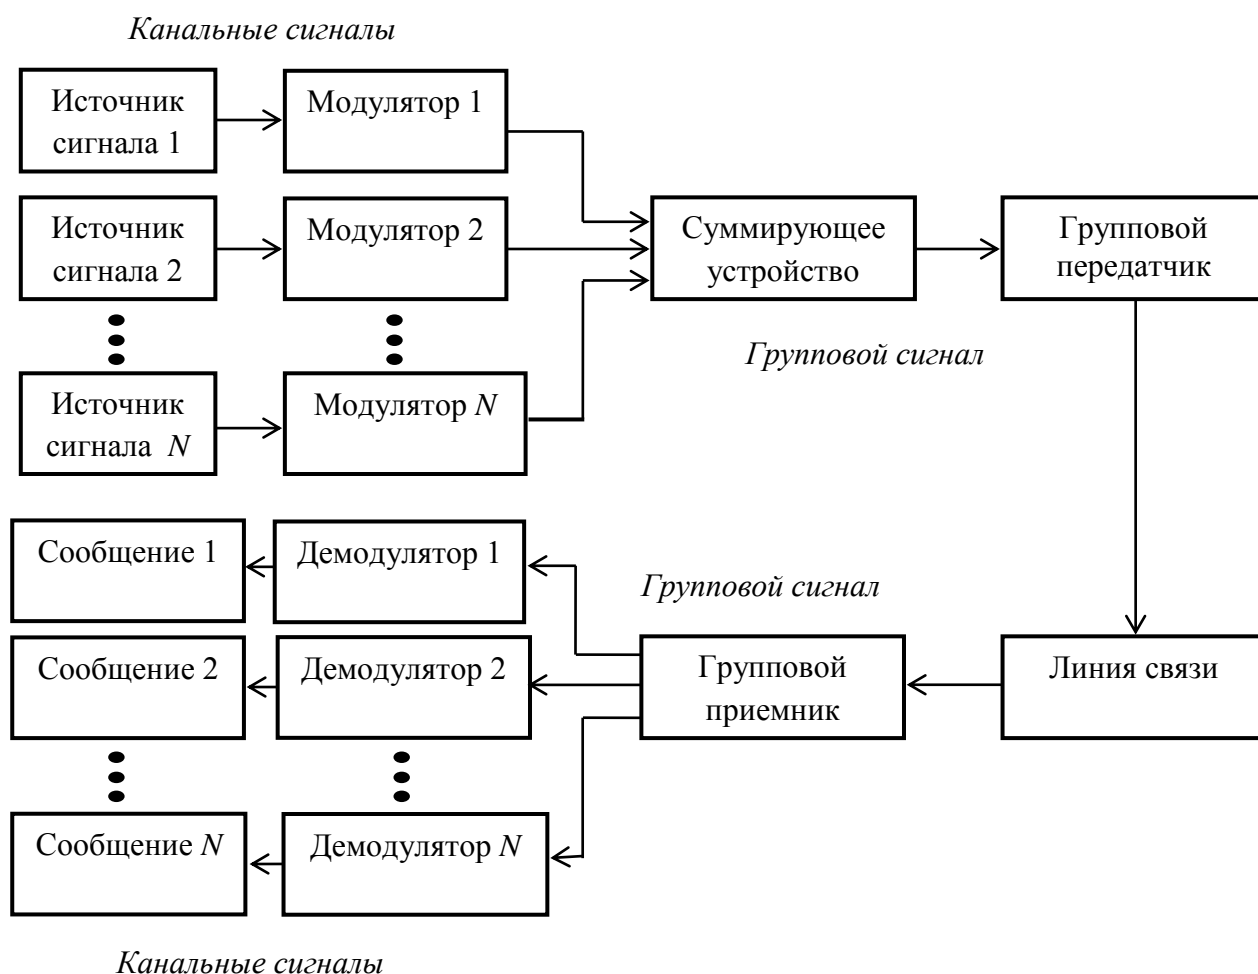 Канальные сигналы
Источник
сигнала 1
Модулятор 1
Источник
сигнала 2
Модулятор 2
Суммирующее
устройство
Групповой
передатчик
Групповой сигнал
Источник
сигнала N
Модулятор N
Сообщение 1
Демодулятор 1
Групповой сигнал
Сообщение 2
Демодулятор 2
Групповой
приемник
Линия связи
Сообщение N
Демодулятор N
Канальные сигналы